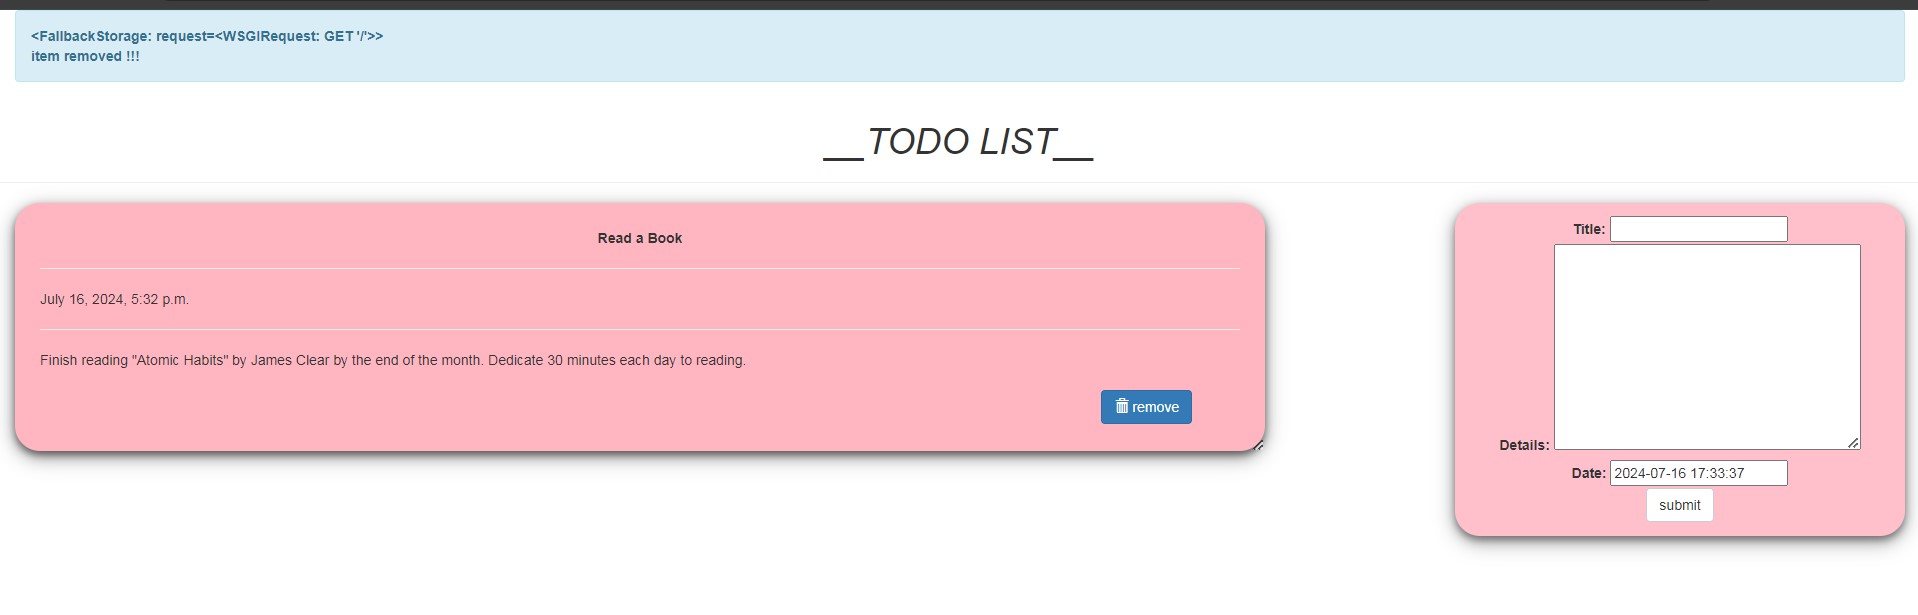 <FallbackStorage: request=<WSGIRequest: GET '/'>>
item removed !!!
__TODO LIST__
Read a Book
July 16, 2024, 5:32 p.m.
Finish reading "Atomic Habits" by James Clear by the end of the month. Dedicate 30 minutes each day to reading.
remove
Title:
Details:
Date: 2024-07-16 17:33:37
submit